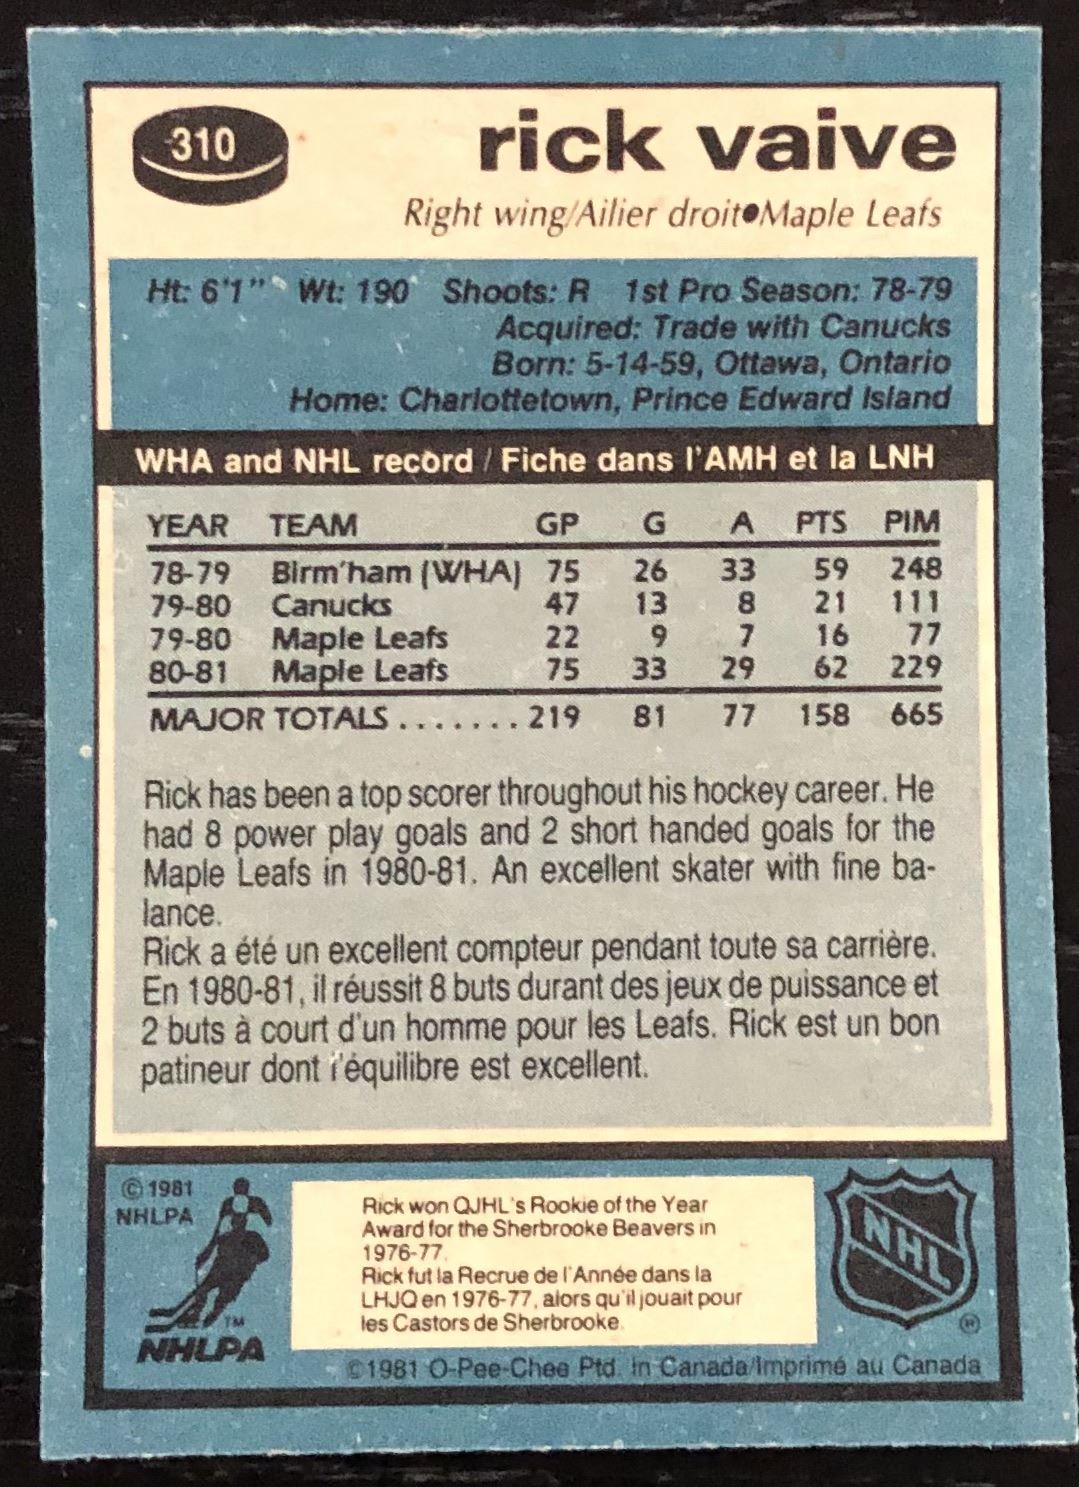 310
rick vaive
Right wing/Ailier droit●Maple Leafs
Ht: 6'1" Wt: 190 Shoots: R 1st Pro Season: 78-79
Acquired: Trade with Canucks
Born: 5-14-59, Ottawa, Ontario
Home: Charlottetown, Prince Edward Island
WHA and NHL record / Fiche dans l'AMH et la LNH
YEAR TEAM GP G A PTS PIM
78-79 Birm'ham (WHA) 75 26 33 59 248
79-80 Canucks 47 13 8 21 111
79-80 Maple Leafs 22 9 7 16 77
80-81 Maple Leafs 75 33 29 62 229
MAJOR TOTALS ....... 219 81 77 158 665
Rick has been a top scorer throughout his hockey career. He
had 8 power play goals and 2 short handed goals for the
Maple Leafs in 1980-81. An excellent skater with fine ba-
lance.
Rick a été un excellent compteur pendant toute sa carrière.
En 1980-81, il réussit 8 buts durant des jeux de puissance et
2 buts à court d'un homme pour les Leafs. Rick est un bon
patineur dont l'équilibre est excellent.
© 1981
NHLPA
TM
NHLPA
Rick won QJHL's Rookie of the Year
Award for the Sherbrooke Beavers in
1976-77.
Rick fut la Recrue de l'Année dans la
LHJQ en 1976-77, alors qu'il jouait pour
les Castors de Sherbrooke.
NHL
®
©1981 O-Pee-Chee Ptd. in Canada/Imprimé au Canada